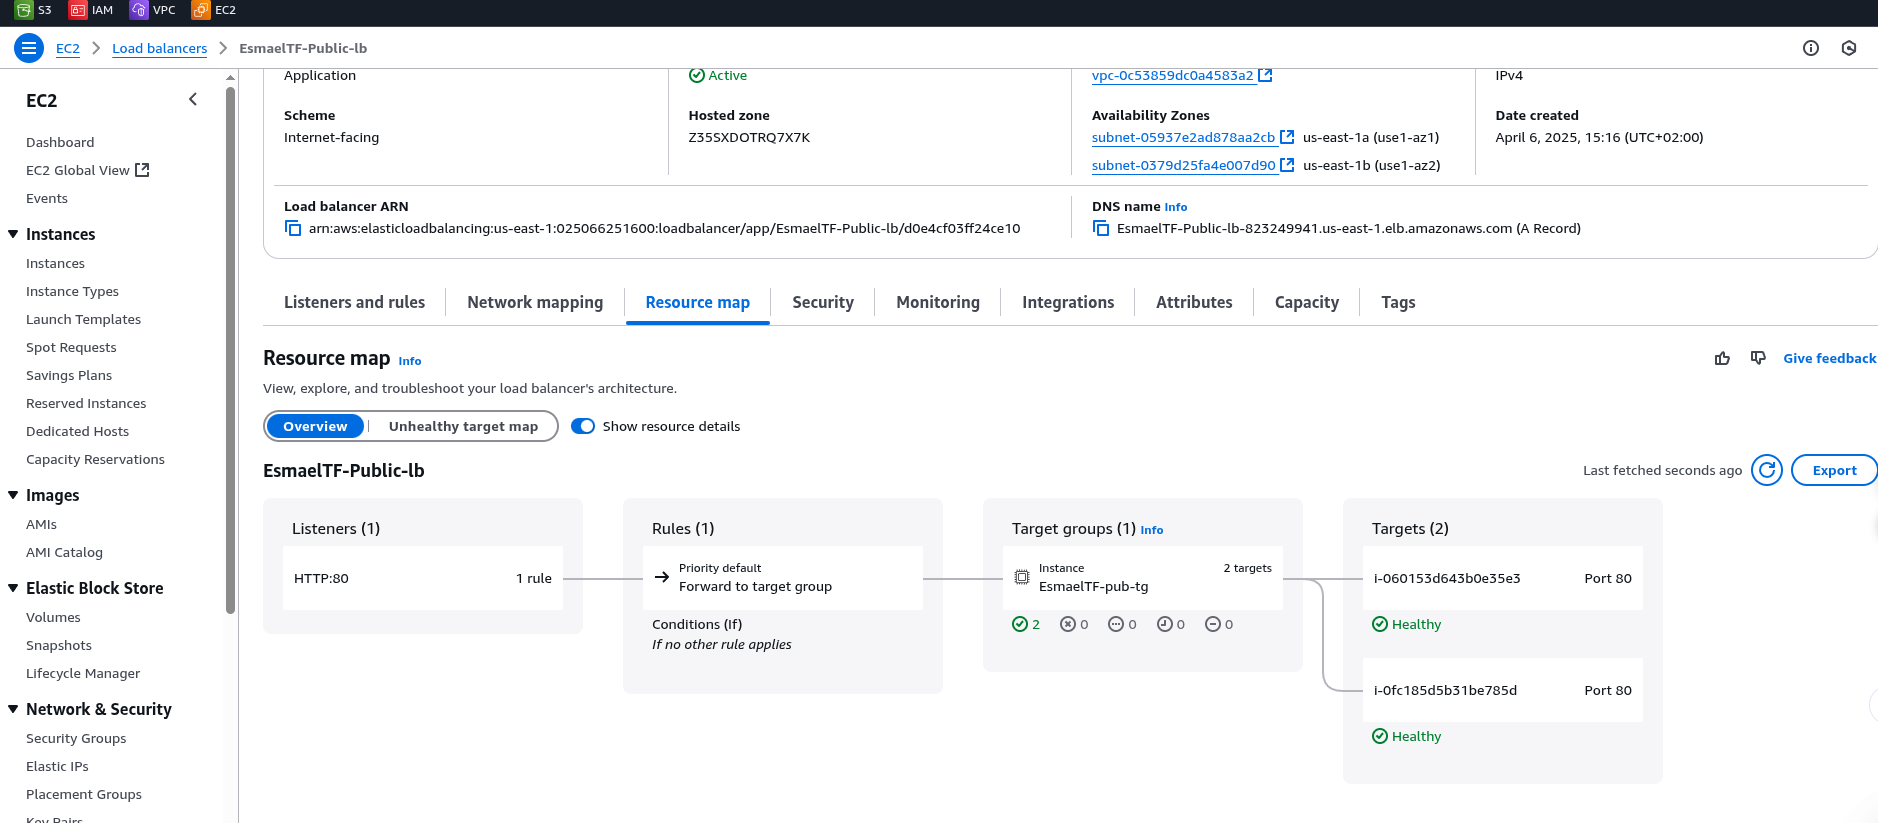 S3 IAM VPC EC2
EC2 Load balancers EsmaelTF-Public-lb
EC2
Dashboard
EC2 Global View
Events
Instances
Instances
Instance Types
Launch Templates
Spot Requests
Savings Plans
Reserved Instances
Dedicated Hosts
Capacity Reservations
Images
AMIs
AMI Catalog
Elastic Block Store
Volumes
Snapshots
Lifecycle Manager
Network & Security
Security Groups
Elastic IPs
Placement Groups
Key Pairs
Application
Active
vpc-0c53859dc0a4583a2
IPv4
Scheme
Internet-facing
Hosted zone
Z35SXDOTRQ7X7K
Availability Zones
subnet-05937e2ad878aa2cb us-east-1a (use1-az1)
subnet-0379d25fa4e007d90 us-east-1b (use1-az2)
Date created
April 6, 2025, 15:16 (UTC+02:00)
Load balancer ARN
arn:aws:elasticloadbalancing:us-east-1:025066251600:loadbalancer/app/EsmaelTF-Public-lb/d0e4cf03ff24ce10
DNS name Info
EsmaelTF-Public-lb-823249941.us-east-1.elb.amazonaws.com (A Record)
Listeners and rules Network mapping Resource map Security Monitoring Integrations Attributes Capacity Tags
Resource map Info
Give feedback
View, explore, and troubleshoot your load balancer's architecture.
Overview Unhealthy target map Show resource details
EsmaelTF-Public-lb
Last fetched seconds ago Export
Listeners (1)
HTTP:80 1 rule
Rules (1)
Priority default
Forward to target group
Conditions (If)
If no other rule applies
Target groups (1) Info
Instance 2 targets
EsmaelTF-pub-tg
2 0 0 0 0
Targets (2)
i-060153d643b0e35e3 Port 80
Healthy
i-0fc185d5b31be785d Port 80
Healthy